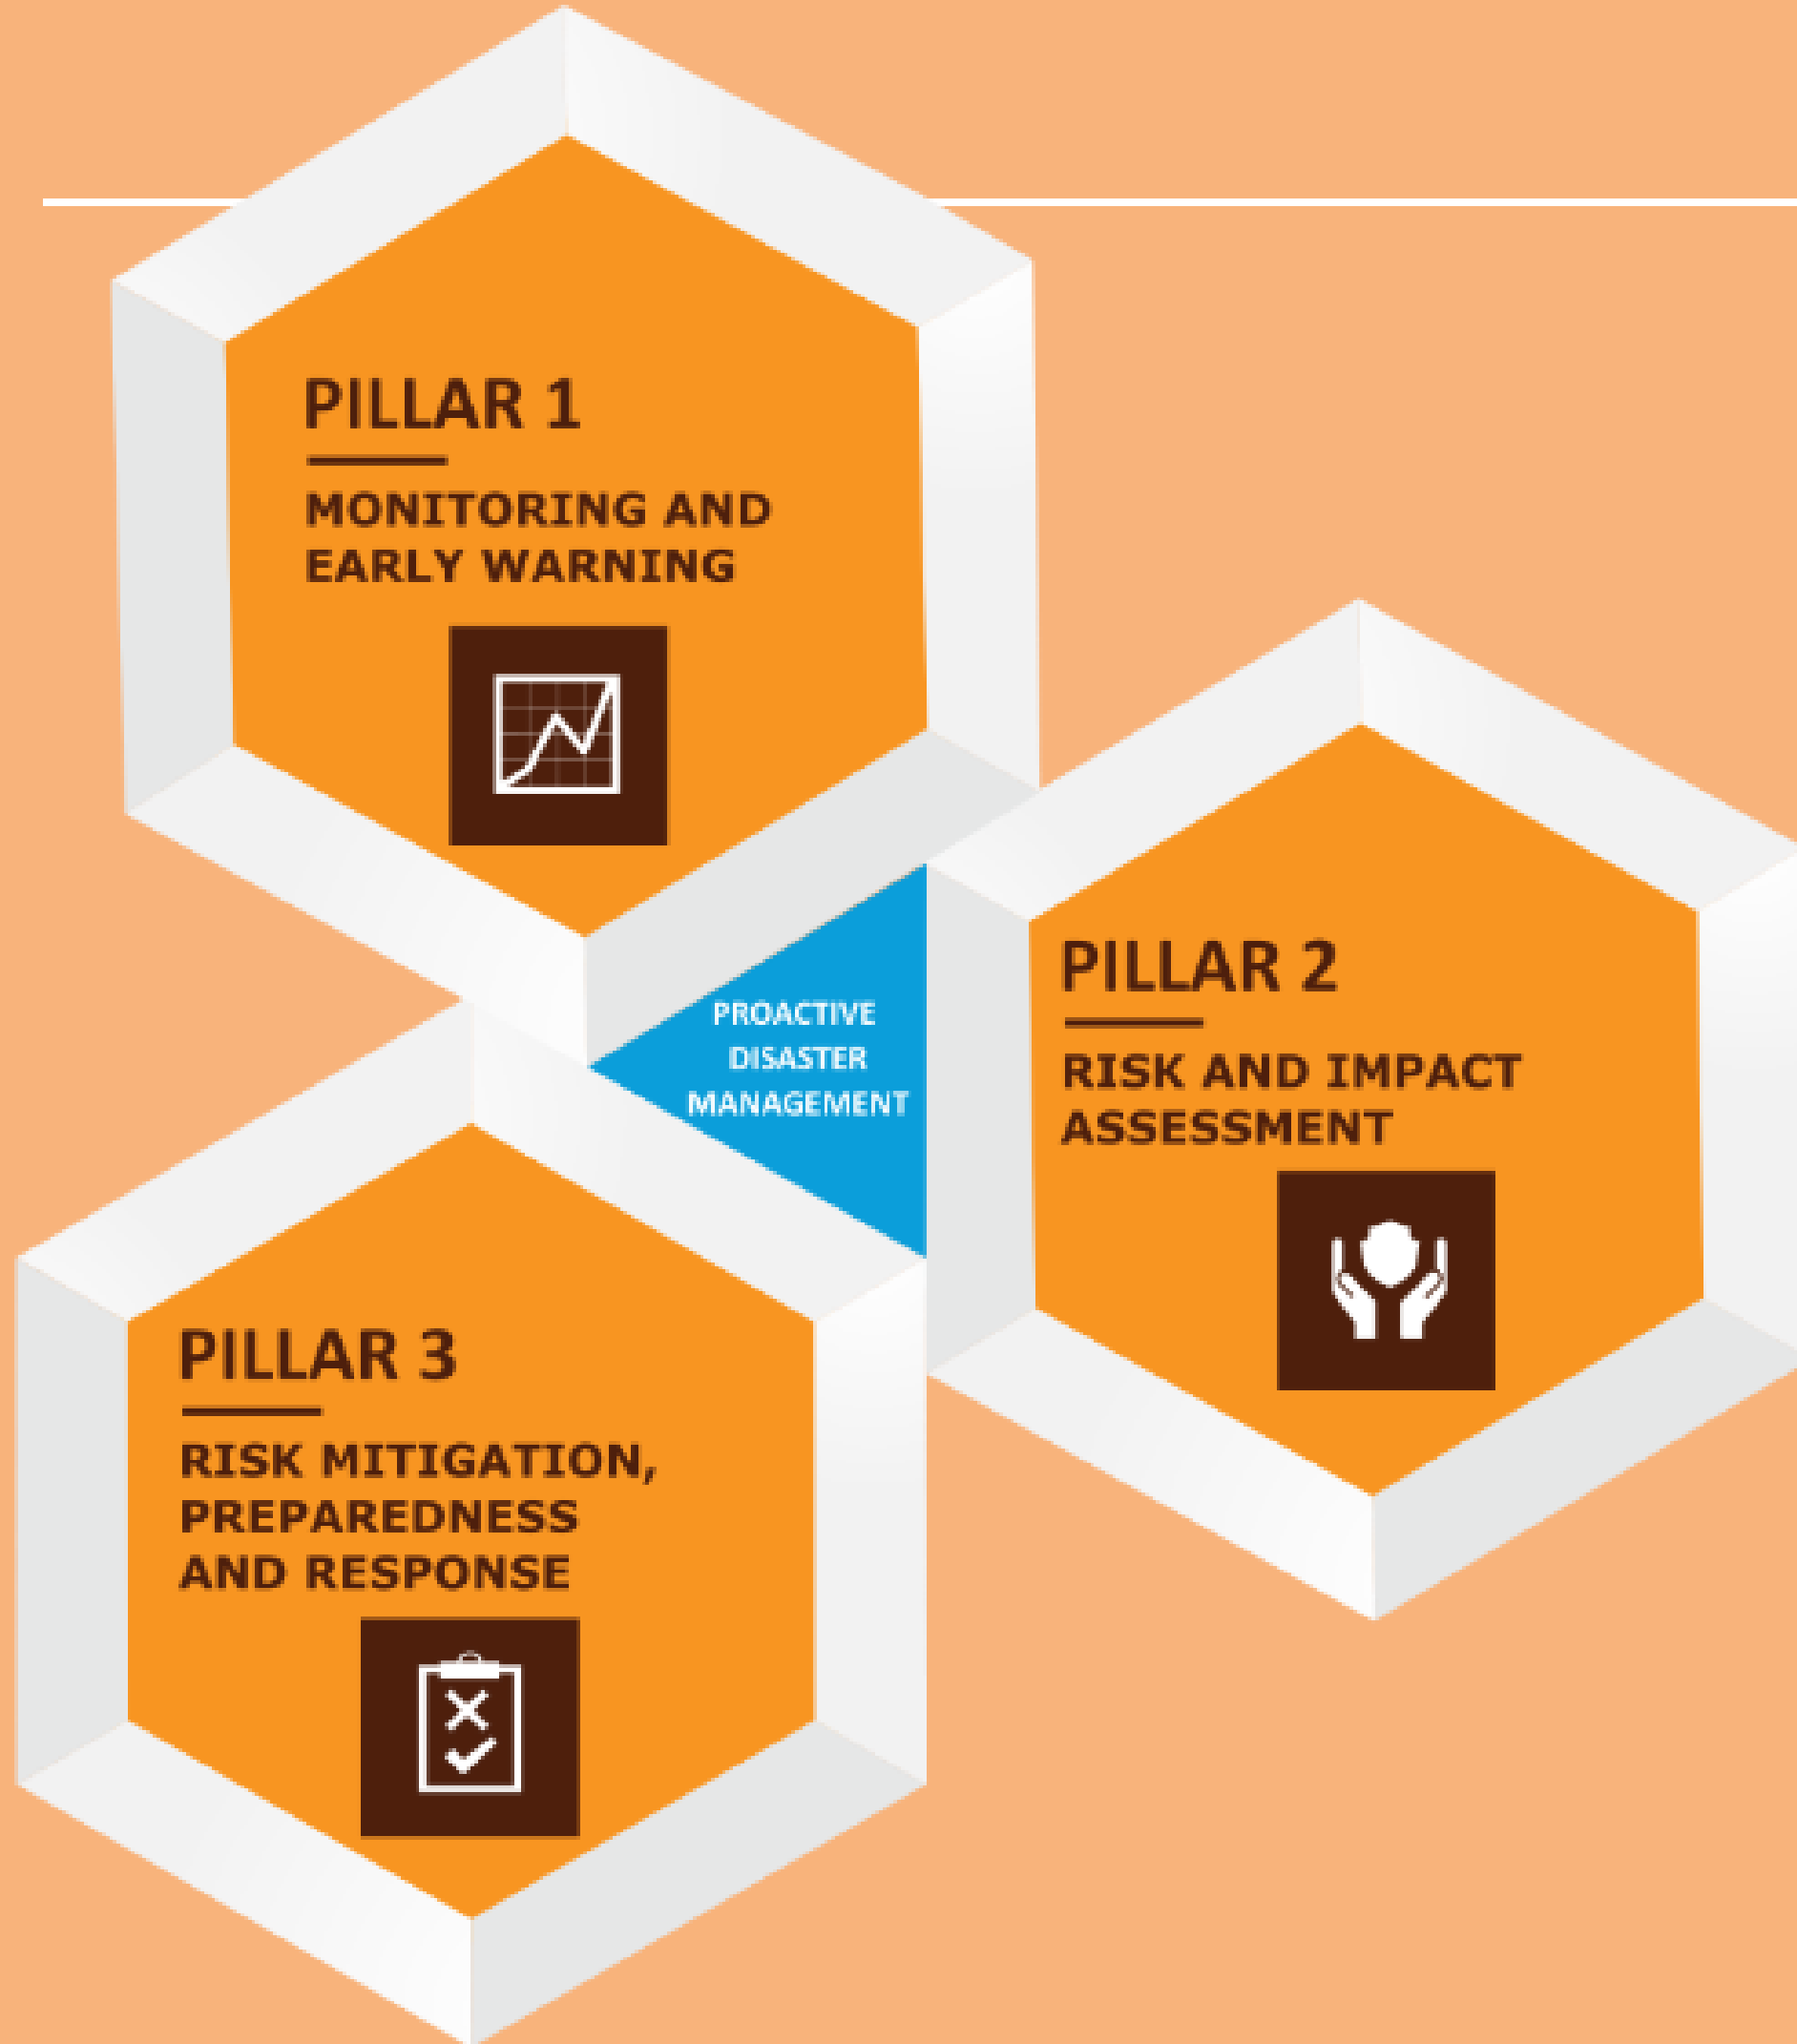 PILLAR 1
MONITORING AND
EARLY WARNING
PROACTIVE
DISASTER
MANAGEMENT
PILLAR 2
RISK AND IMPACT
ASSESSMENT
PILLAR 3
RISK MITIGATION,
PREPAREDNESS
AND RESPONSE